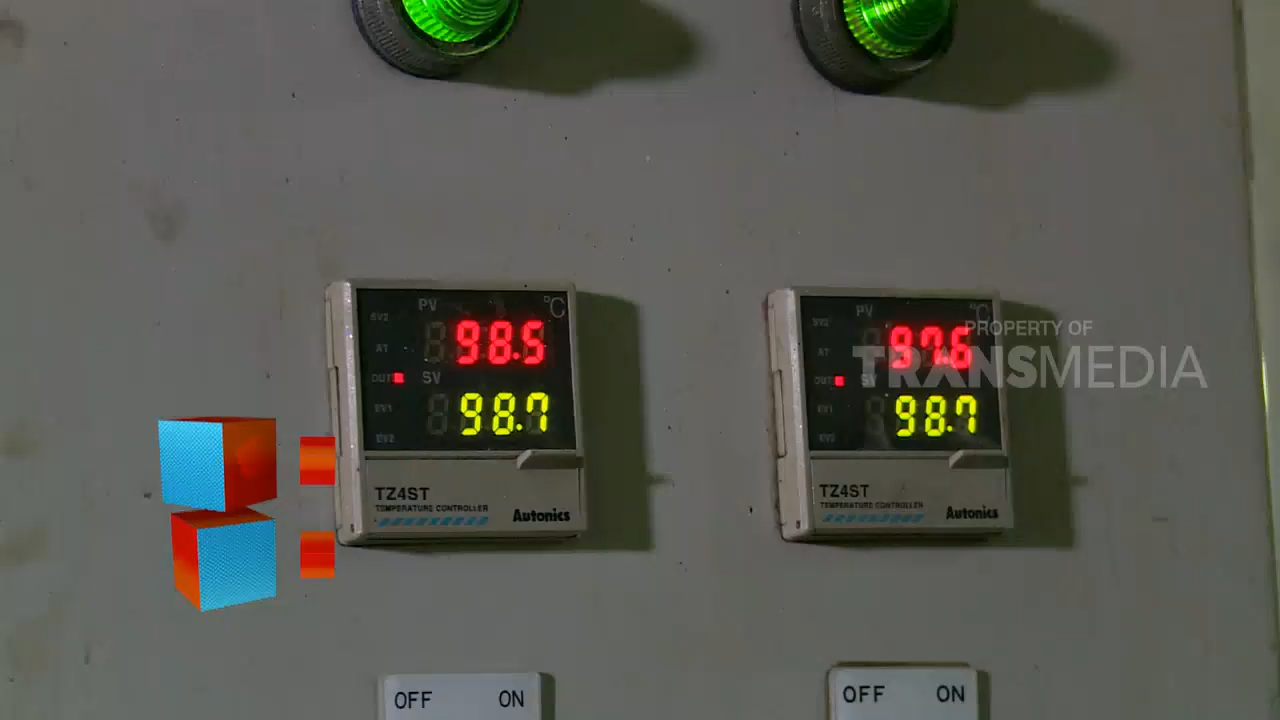 PV
°C
SV2
98.5
AT
OUT
SV
EV1
98.7
EV2
TZ4ST
TEMPERATURE CONTROLLER
Autonics
PV
°C
SV2
97.6
AT
OUT
SV
EV1
98.7
EV2
TZ4ST
TEMPERATURE CONTROLLER
Autonics
PROPERTY OF
TRANSMEDIA
OFF ON
OFF ON